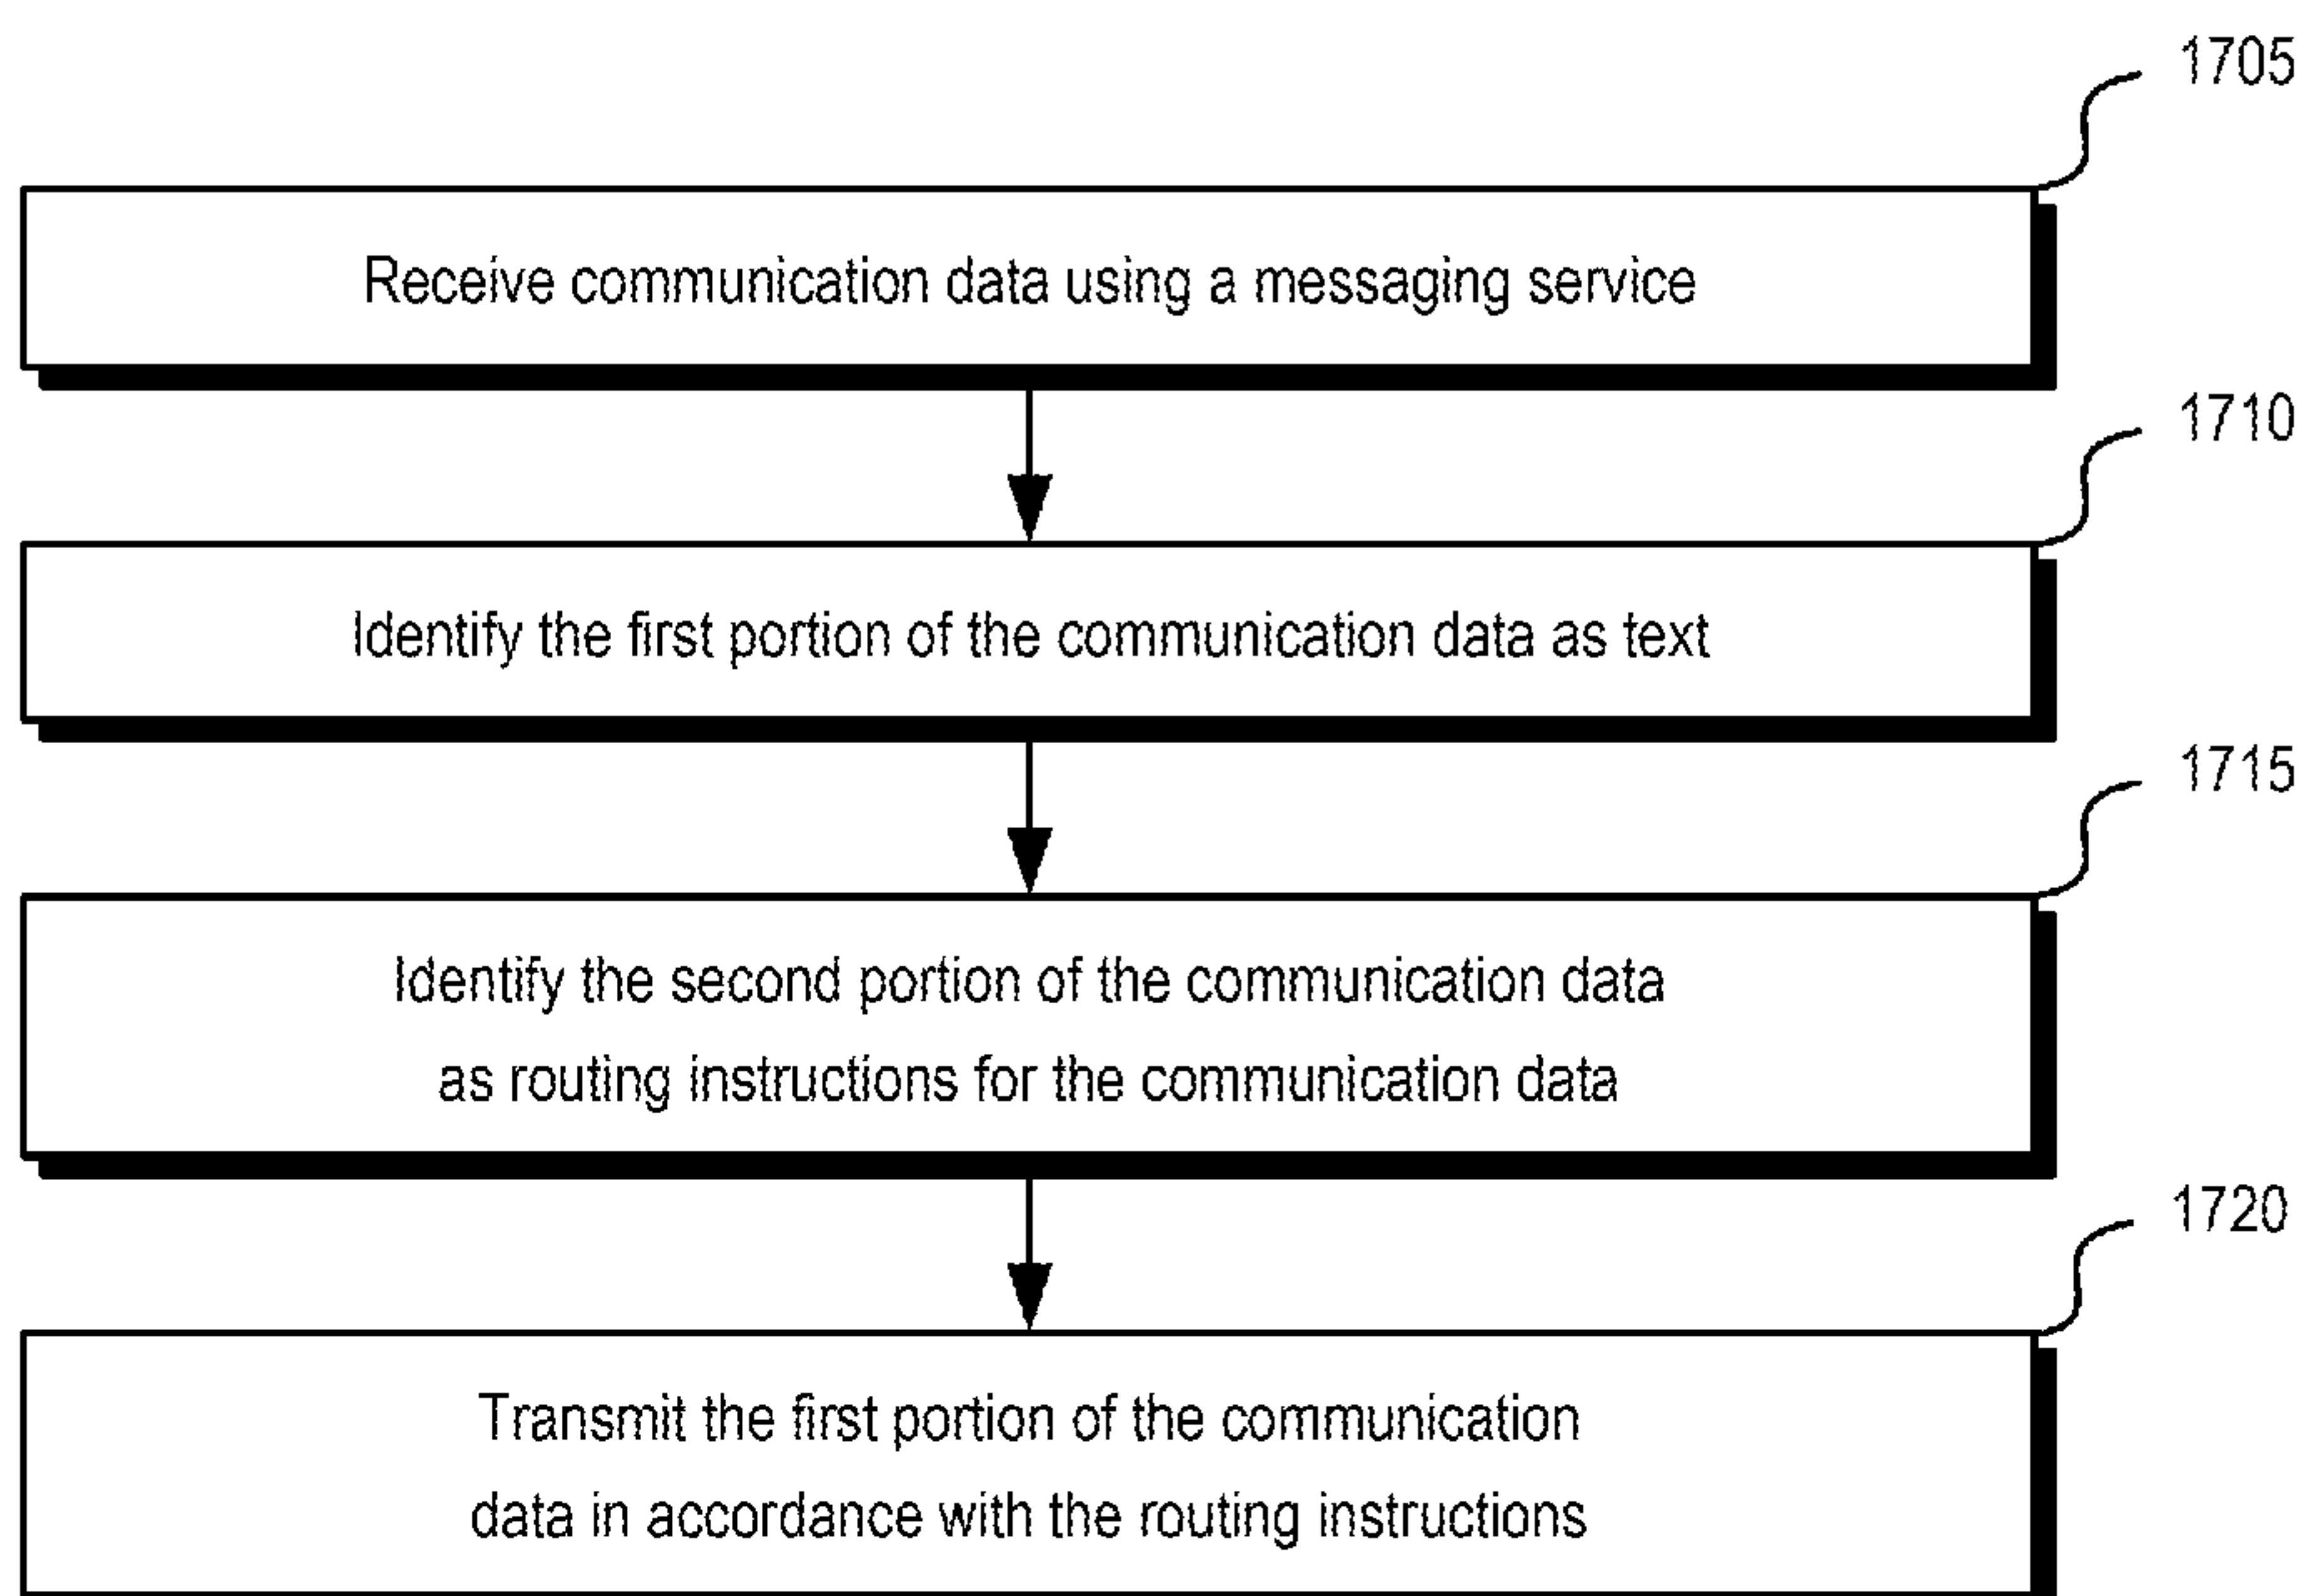 1705
Receive communication data using a messaging service
1710
Identify the first portion of the communication data as text
1715
Identify the second portion of the communication data
as routing instructions for the communication data
1720
Transmit the first portion of the communication
data in accordance with the routing instructions